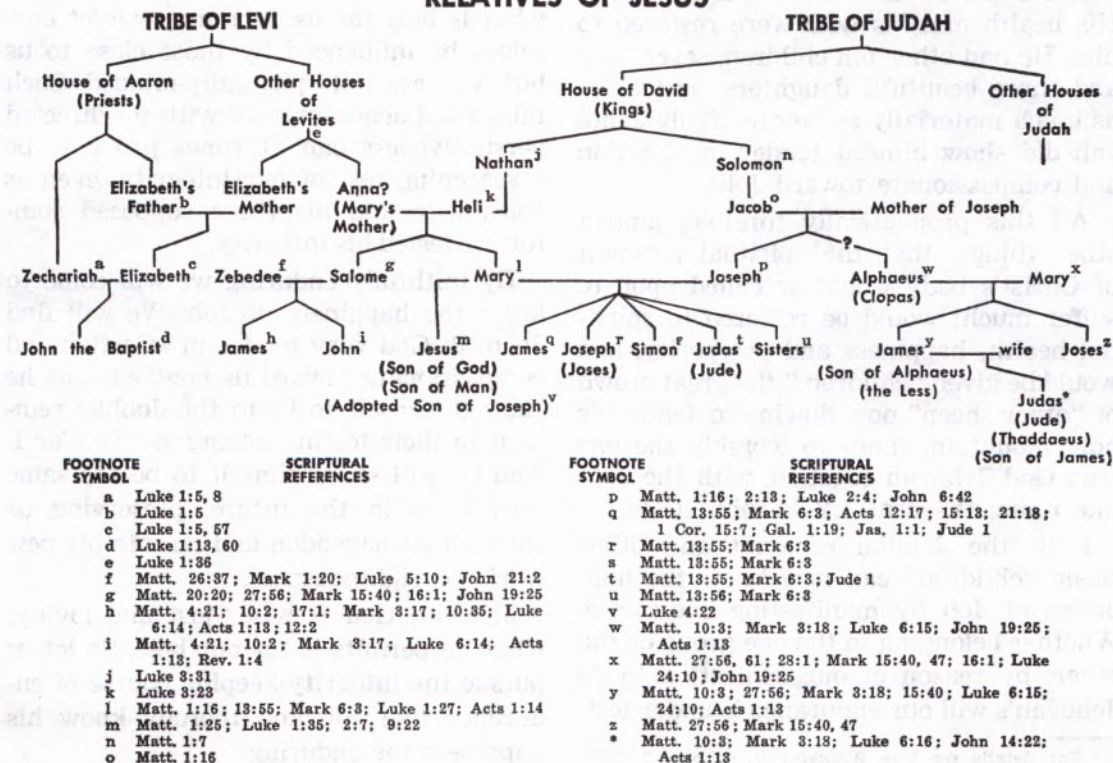 RELATIVES OF JESUS
TRIBE OF LEVI TRIBE OF JUDAH
House of Aaron Other Houses House of David Other Houses
(Priests) of (Kings) of
Levites e Judah
Nathan j Solomon n
Elizabeth's Elizabeth's Anna? Heli k Jacob o Mother of Joseph
Father b Mother (Mary's
Mother)
?
Zechariah a Elizabeth c Zebedee f Salome g Mary l Joseph p Alphaeus w Mary x
(Clopas)
?
John the Baptist d James h John i Jesus m James q Joseph r Simon s Judas t Sisters u James y Wife Joses z
(Son of God) (Joses) (Jude) (Son of Alphaeus)
(Son of Man) (the Less)
(Adopted Son of Joseph) v
Judas*
(Jude)
(Thaddaeus)
(Son of James)
FOOTNOTE SCRIPTURAL
SYMBOL REFERENCES
a Luke 1:5, 8
b Luke 1:5
c Luke 1:5, 57
d Luke 1:13, 60
e Luke 1:36
f Matt. 26:37; Mark 1:20; Luke 5:10; John 21:2
g Matt. 20:20; 27:56; Mark 15:40; 16:1; John 19:25
h Matt. 4:21; 10:2; 17:1; Mark 3:17; 10:35; Luke
6:14; Acts 1:13; 12:2
i Matt. 4:21; 10:2; Mark 3:17; Luke 6:14; Acts
1:13; Rev. 1:4
j Luke 3:31
k Luke 3:23
l Matt. 1:16; 13:55; Mark 6:3; Luke 1:27; Acts 1:14
m Matt. 1:25; Luke 1:35; 2:7; 9:22
n Matt. 1:7
o Matt. 1:16
FOOTNOTE SCRIPTURAL
SYMBOL REFERENCES
p Matt. 1:16; 2:13; Luke 2:4; John 6:42
q Matt. 13:55; Mark 6:3; Acts 12:17; 15:13; 21:18;
1 Cor. 15:7; Gal. 1:19; Jas. 1:1; Jude 1
r Matt. 13:55; Mark 6:3
s Matt. 13:55; Mark 6:3
t Matt. 13:55; Mark 6:3; Jude 1
u Matt. 13:56; Mark 6:3
v Luke 4:22
w Matt. 10:3; Mark 3:18; Luke 6:15; John 19:25;
Acts 1:13
x Matt. 27:56, 61; 28:1; Mark 15:40, 47; 16:1; Luke
24:10; John 19:25
y Matt. 10:3; 27:56; Mark 3:18; 15:40; Luke 6:15;
24:10; Acts 1:13
z Matt. 27:56; Mark 15:40, 47
* Matt. 10:3; Mark 3:18; Luke 6:16; John 14:22;
Acts 1:13